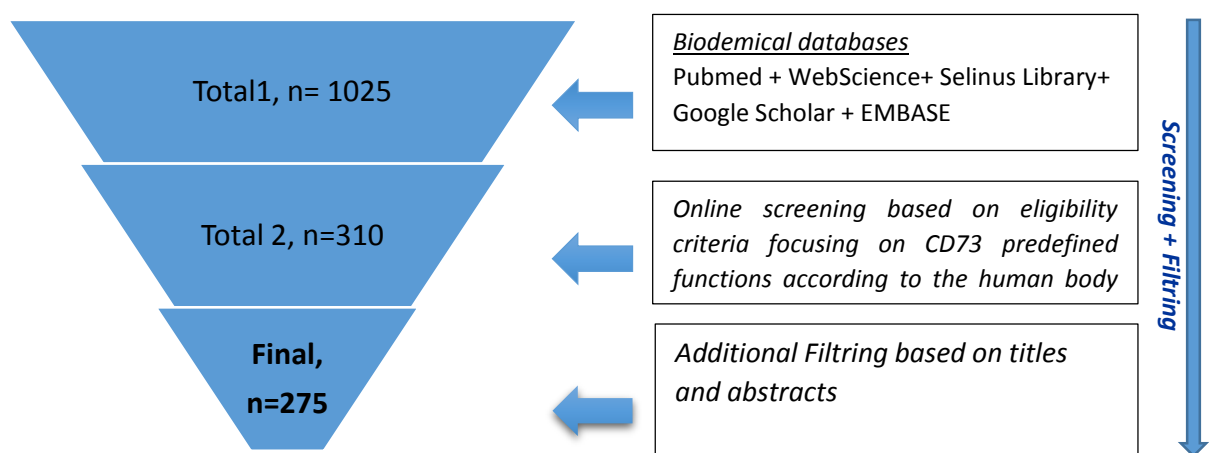 Total1, n= 1025
Biodemical databases
Pubmed + WebScience+ Selinus Library+
Google Scholar + EMBASE
Total 2, n=310
Online screening based on eligibility
criteria focusing on CD73 predefined
functions according to the human body
Final,
n=275
Additional Filtring based on titles
and abstracts
Screening + Filtring